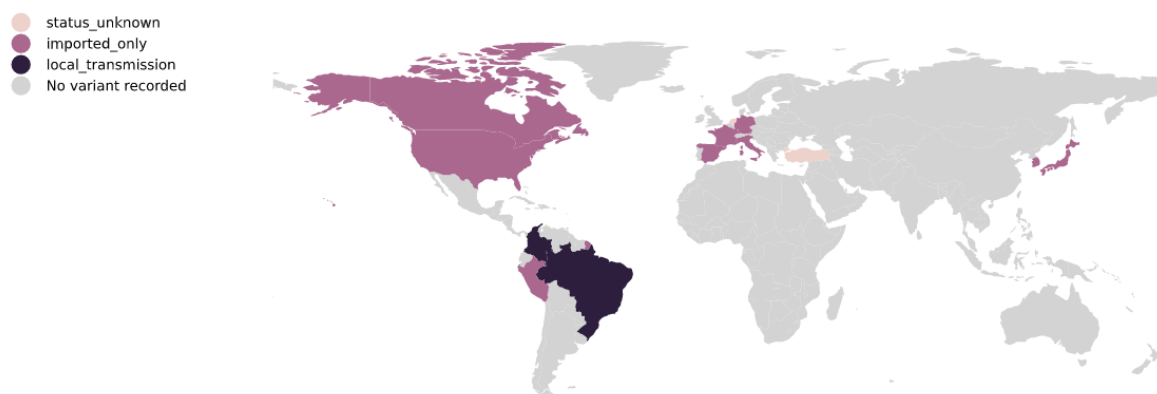 status_unknown
imported_only
local_transmission
No variant recorded